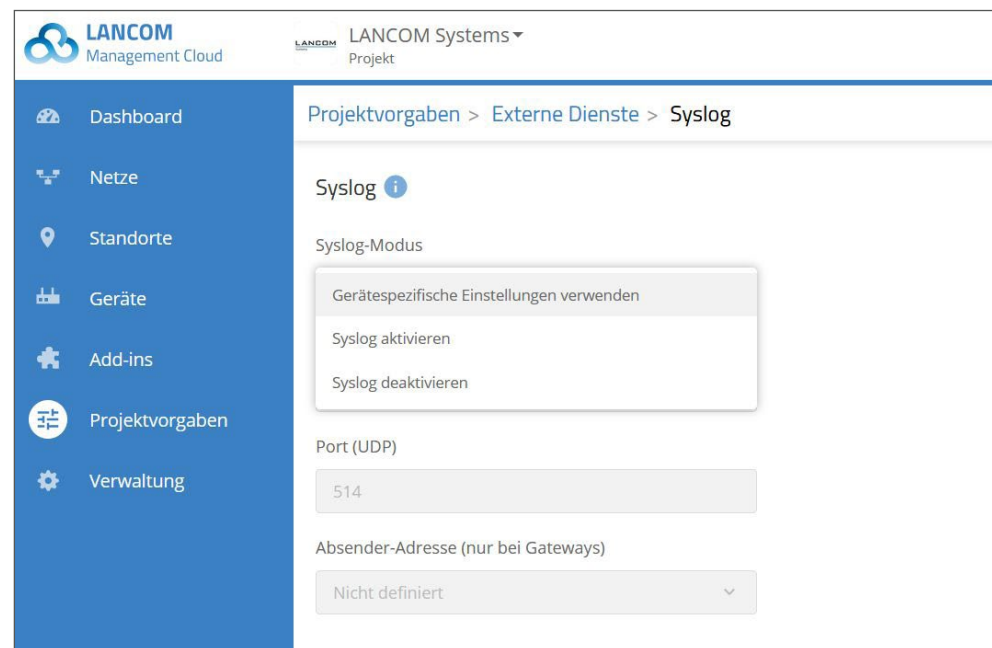 LANCOM
Management Cloud
LANCOM
LANCOM Systems
Projekt
Dashboard
Netze
Standorte
Geräte
Add-ins
Projektvorgaben
Verwaltung
Projektvorgaben > Externe Dienste > Syslog
Syslog i
Syslog-Modus
Gerätespezifische Einstellungen verwenden
Syslog aktivieren
Syslog deaktivieren
Port (UDP)
514
Absender-Adresse (nur bei Gateways)
Nicht definiert